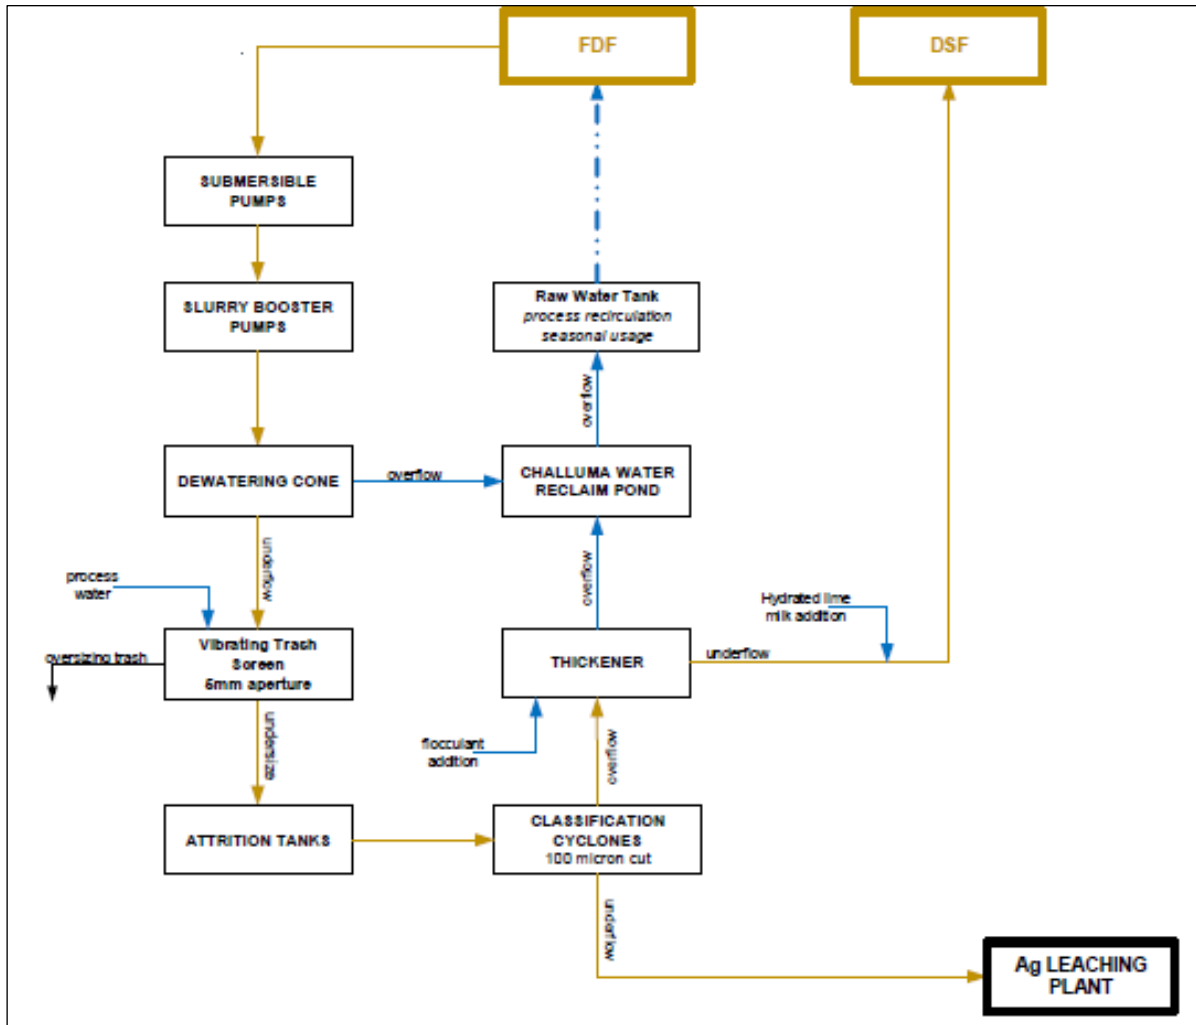 FDF
DSF
SUBMERSIBLE
PUMPS
SLURRY BOOSTER
PUMPS
Raw Water Tank
process recirculation
seasonal usage
overflow
DEWATERING CONE
overflow
CHALLUMA WATER
RECLAIM POND
underflow
overflow
process
water
Hydrated lime
milk addition
oversizing trash
Vibrating Trash
Screen
5mm aperture
THICKENER
underflow
undersize
flocculant
addition
overflow
ATTRITION TANKS
CLASSIFICATION
CYCLONES
100 micron cut
underflow
Ag LEACHING
PLANT